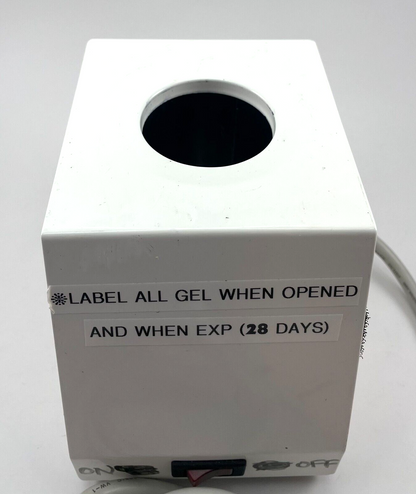 *LABEL ALL GEL WHEN OPENED
AND WHEN EXP (28 DAYS)
ON OFF